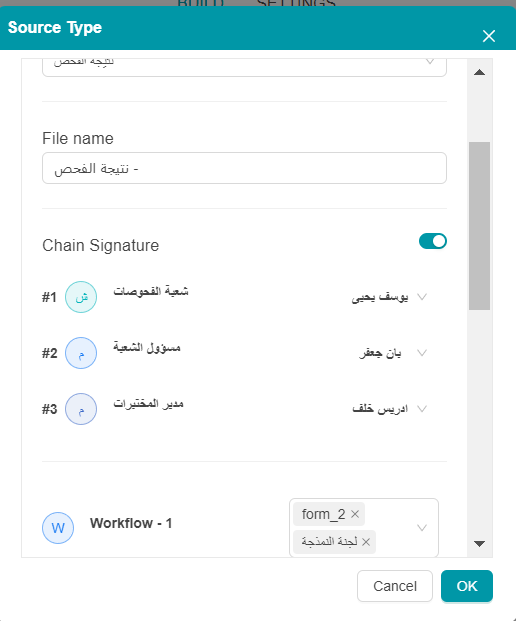 BUILD SETTINGS
Source Type
نتيجة الفحص
File name
نتيجة الفحص -
Chain Signature
#1 ش شعبة الفحوصات يوسف يحيى
#2 م مسؤول الشعبة بان جعفر
#3 م مدير المختبرات ادريس خلف
W Workflow - 1 form_2
لجنة النمذجة
Cancel OK